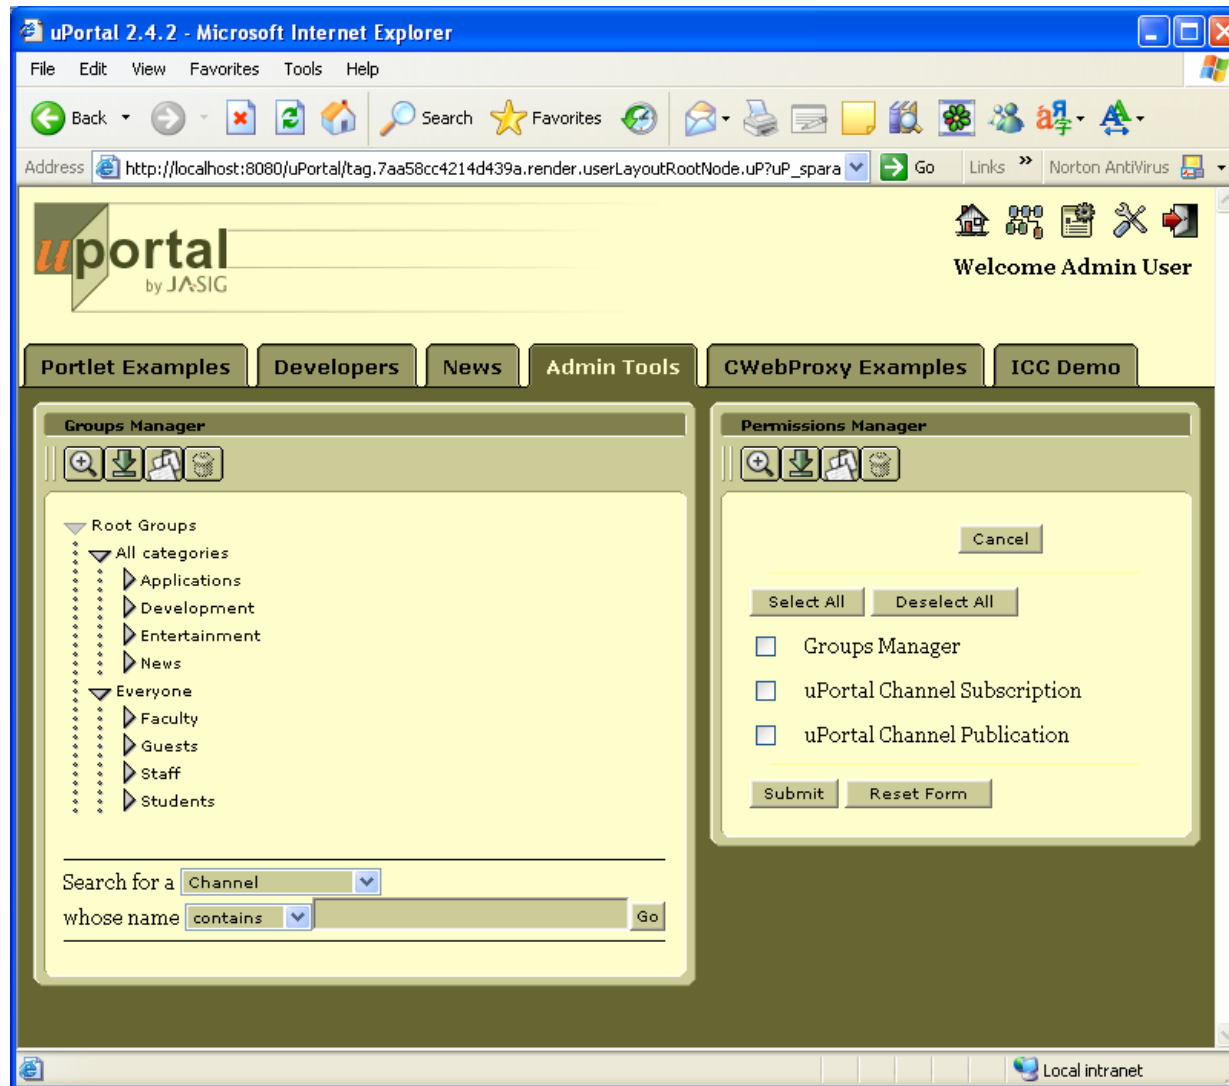 uPortal 2.4.2 - Microsoft Internet Explorer
File Edit View Favorites Tools Help
Back Search Favorites
Address http://localhost:8080/uPortal/tag.7aa58cc4214d439a.render.userLayoutRootNode.uP?uP_spara Go Links » Norton AntiVirus
uportal
by JA-SIG
Welcome Admin User
Portlet Examples Developers News Admin Tools CWebProxy Examples ICC Demo
Groups Manager
Root Groups
All categories
Applications
Development
Entertainment
News
Everyone
Faculty
Guests
Staff
Students
Search for a Channel
whose name contains Go
Permissions Manager
Cancel
Select All Deselect All
Groups Manager
uPortal Channel Subscription
uPortal Channel Publication
Submit Reset Form
Local intranet